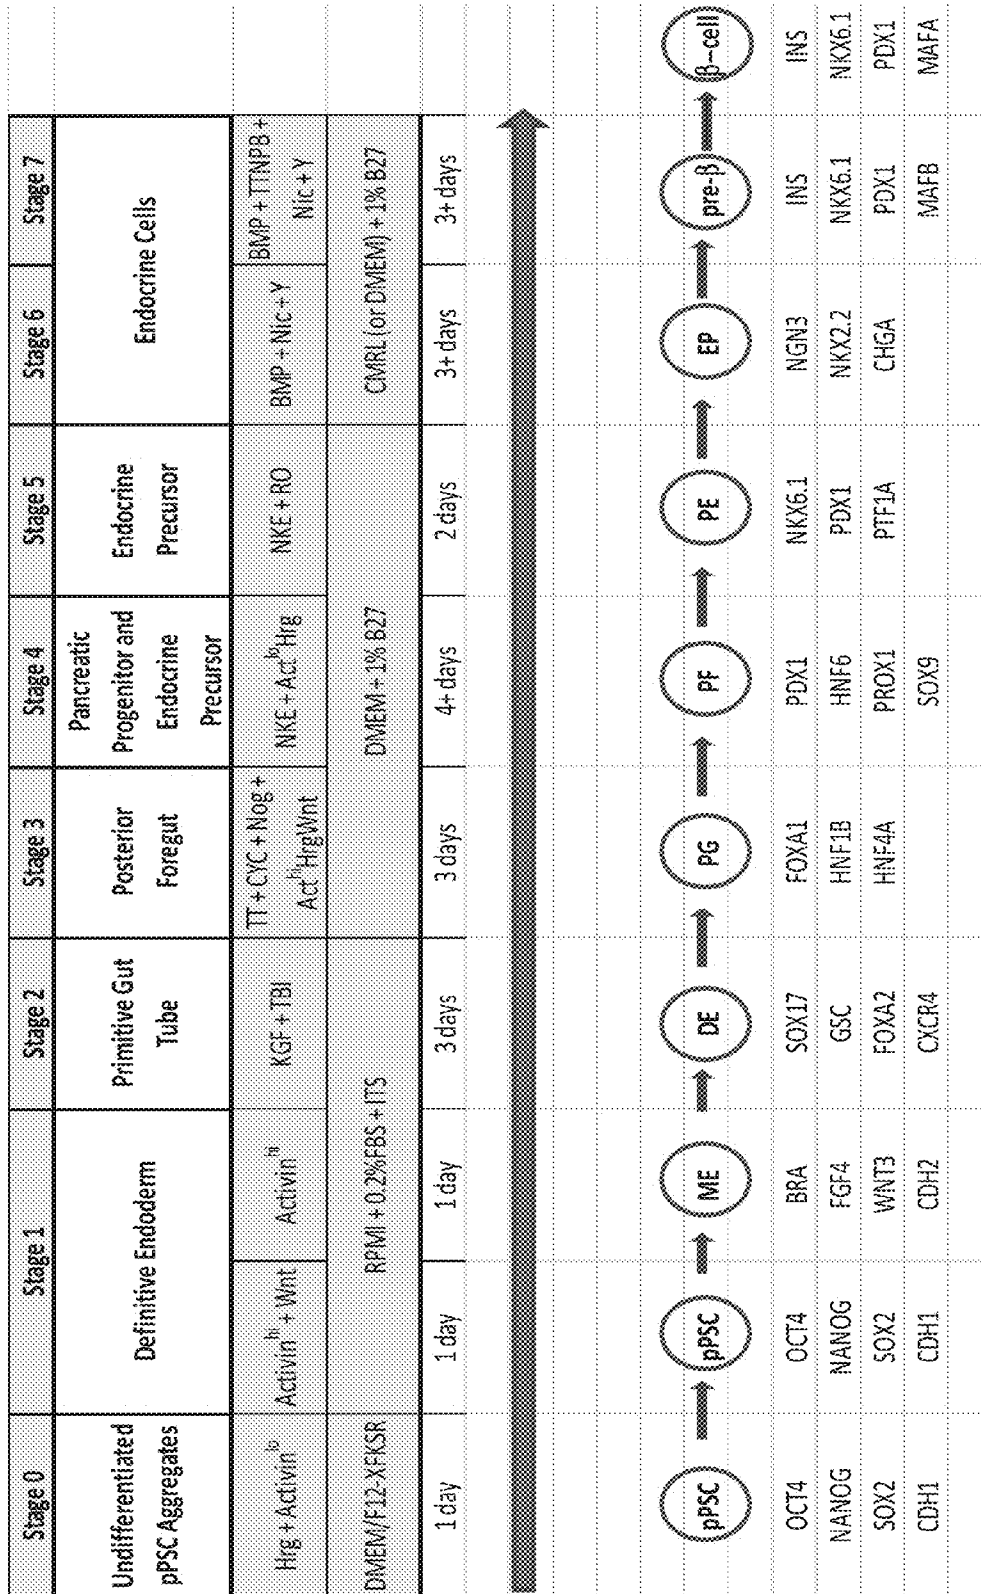 Stage 0 Stage 1 Stage 2 Stage 3 Stage 4 Stage 5 Stage 6 Stage 7
Undifferentiated
pPSC Aggregates
Definitive Endoderm
Primitive Gut
Tube
Posterior
Foregut
Pancreatic
Progenitor and
Endocrine
Precursor
Endocrine
Precursor
Endocrine Cells
Hrg + Activin^lo
Activin^hi + Wnt
Activin^hi
KGF + TBI
TT + CYC + Nog +
Act^hi HrgWnt
NKE + Act^lo Hrg
NKE + RO
BMP + Nic + Y
BMP + TTNPB +
Nic + Y
DMEM/F12-XFKSR RPMI + 0.2%FBS + ITS DMEM + 1% B27 CMRL (or DMEM) + 1% B27
1 day 1 day 1 day 3 days 3 days 4+ days 2 days 3+ days 3+ days
pPSC pPSC ME DE PG PF PE EP pre-β β-cell
OCT4 OCT4 BRA SOX17 FOXA1 PDX1 NKX6.1 NGN3 INS INS
NANOG NANOG FGF4 GSC HNF1B HNF6 PDX1 NKX2.2 NKX6.1 NKX6.1
SOX2 SOX2 WNT3 FOXA2 HNF4A PROX1 PTF1A CHGA PDX1 PDX1
CDH1 CDH1 CDH2 CXCR4 SOX9 MAFB MAFA